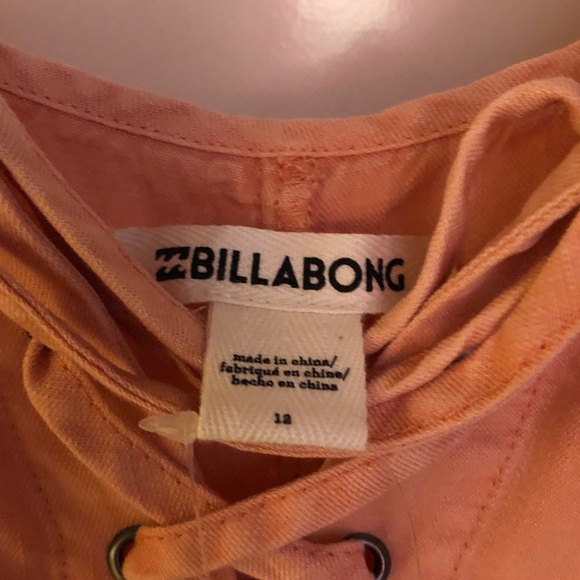 BILLABONG
made in china/
fabriqué en chine/
hecho en china
12